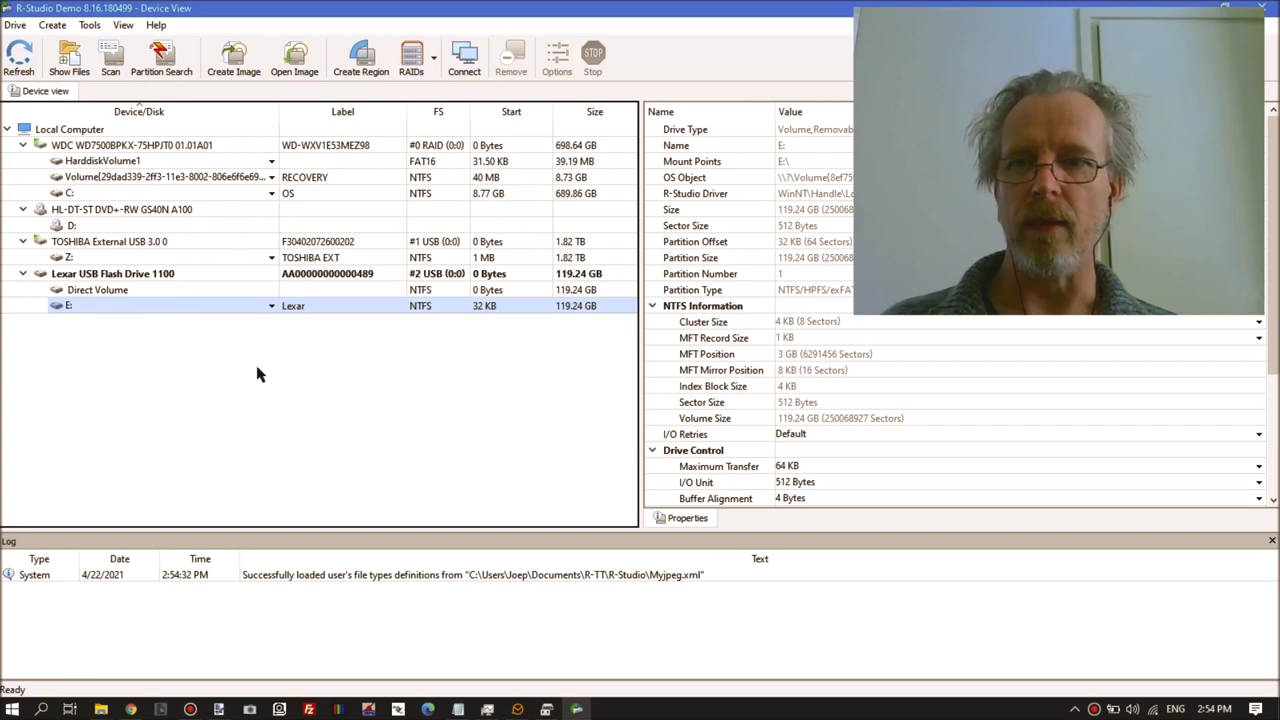 R-Studio Demo 8.16.180499 - Device View
Drive Create Tools View Help
Refresh Show Files Scan Partition Search Create Image Open Image Create Region RAIDs Connect Remove Options Stop
STOP
Device view
Device/Disk Label FS Start Size
Local Computer
WDC WD7500BPKX-75HPJT0 01.01A01 WD-WXV1E53MEZ98 #0 RAID (0:0) 0 Bytes 698.64 GB
HarddiskVolume1 FAT16 31.50 KB 39.19 MB
Volume{29dad339-2ff3-11e3-8002-806e6f6e69... RECOVERY NTFS 40 MB 8.73 GB
C: OS NTFS 8.77 GB 689.86 GB
HL-DT-ST DVD+-RW GS40N A100
D:
TOSHIBA External USB 3.0 0 F30402072600202 #1 USB (0:0) 0 Bytes 1.82 TB
Z: TOSHIBA EXT NTFS 1 MB 1.82 TB
Lexar USB Flash Drive 1100 AA00000000000489 #2 USB (0:0) 0 Bytes 119.24 GB
Direct Volume NTFS 0 Bytes 119.24 GB
E: Lexar NTFS 32 KB 119.24 GB
Name Value
Drive Type Volume,Removab
Name E:
Mount Points E:\
OS Object \\?\Volume{8ef75
R-Studio Driver WinNT\Handle\Lo
Size 119.24 GB (250068
Sector Size 512 Bytes
Partition Offset 32 KB (64 Sectors)
Partition Size 119.24 GB (250068
Partition Number 1
Partition Type NTFS/HPFS/exFAT
NTFS Information
Cluster Size 4 KB (8 Sectors)
MFT Record Size 1 KB
MFT Position 3 GB (6291456 Sectors)
MFT Mirror Position 8 KB (16 Sectors)
Index Block Size 4 KB
Sector Size 512 Bytes
Volume Size 119.24 GB (250068927 Sectors)
I/O Retries Default
Drive Control
Maximum Transfer 64 KB
I/O Unit 512 Bytes
Buffer Alignment 4 Bytes
Properties
Log
Type Date Time Text
System 4/22/2021 2:54:32 PM Successfully loaded user's file types definitions from "C:\Users\Joep\Documents\R-TT\R-Studio\Myjpeg.xml"
Ready
ENG 2:54 PM